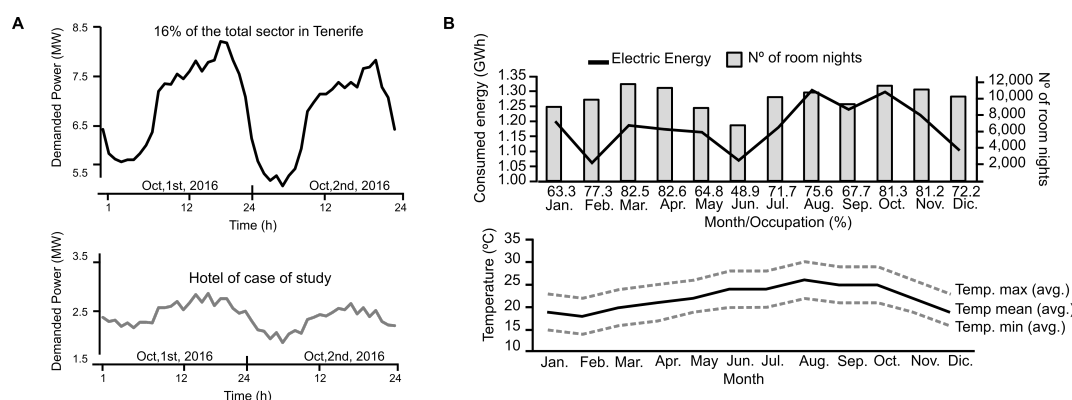 A
16% of the total sector in Tenerife
Demanded Power (MW)
8.5
7.5
6.5
5.5
Oct,1st, 2016
Oct,2nd, 2016
1
12
24
12
24
Time (h)
Hotel of case of study
Demanded Power (MW)
3.5
2.5
1.5
Oct,1st, 2016
Oct,2nd, 2016
1
12
24
12
24
Time (h)
B
Electric Energy
Nº of room nights
Consumed energy (GWh)
1.35
1.30
1.25
1.20
1.15
1.10
1.05
1.00
12,000
10,000
8,000
6,000
4,000
2,000
Nº of room nights
63.3 77.3 82.5 82.6 64.8 48.9 71.7 75.6 67.7 81.3 81.2 72.2
Jan. Feb. Mar. Apr. May Jun. Jul. Aug. Sep. Oct. Nov. Dic.
Month/Occupation (%)
Temperature (ºC)
35
30
25
20
15
10
Temp. max (avg.)
Temp mean (avg.)
Temp. min (avg.)
Jan. Feb. Mar. Apr. May Jun. Jul. Aug. Sep. Oct. Nov. Dic.
Month